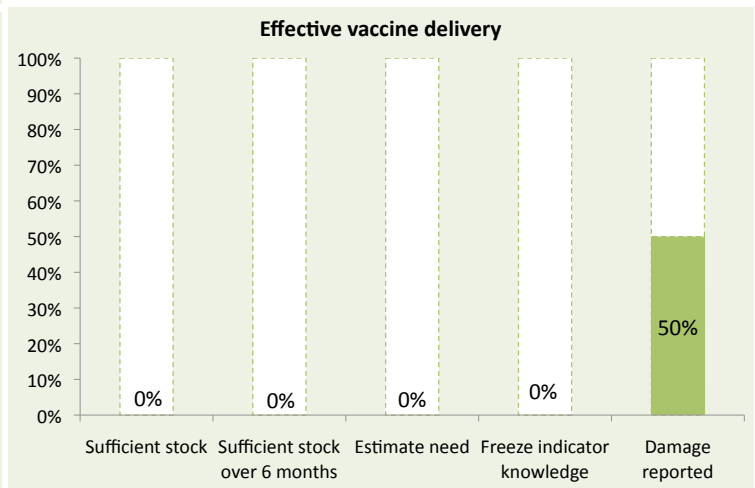 Effective vaccine delivery
100%
90%
80%
70%
60%
50%
40%
30%
20%
10%
0%
0%
0%
0%
0%
50%
Sufficient stock
Sufficient stock
over 6 months
Estimate need
Freeze indicator
knowledge
Damage
reported